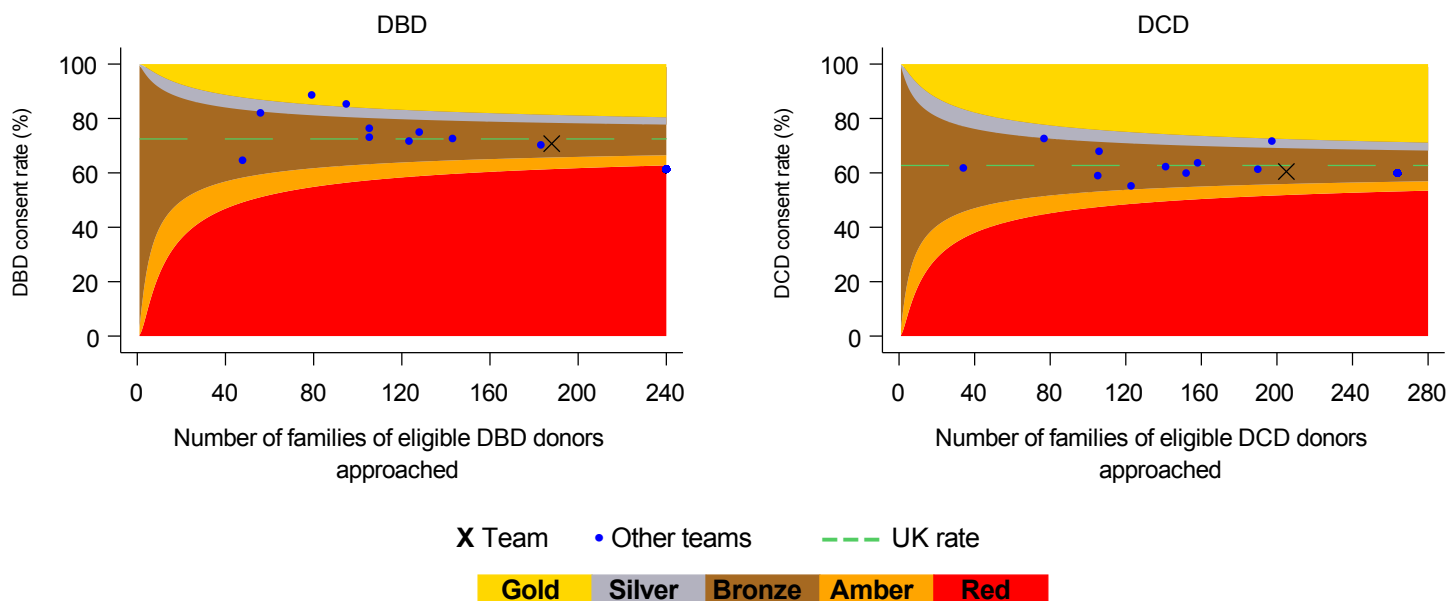 DBD
DBD consent rate (%)
100
80
60
40
20
0
0 40 80 120 160 200 240
Number of families of eligible DBD donors
approached
DCD
DCD consent rate (%)
100
80
60
40
20
0
0 40 80 120 160 200 240 280
Number of families of eligible DCD donors
approached
X Team Other teams UK rate
Gold Silver Bronze Amber Red